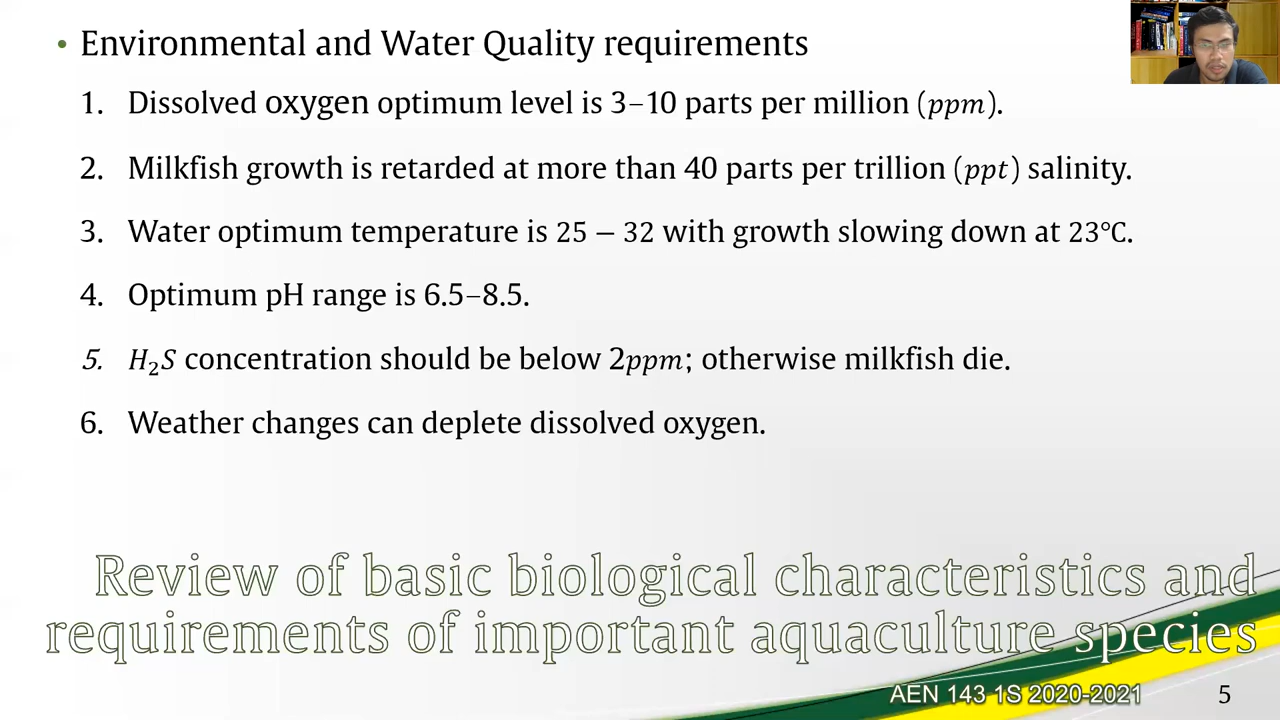 • Environmental and Water Quality requirements
1. Dissolved oxygen optimum level is 3–10 parts per million (ppm).
2. Milkfish growth is retarded at more than 40 parts per trillion (ppt) salinity.
3. Water optimum temperature is 25 − 32 with growth slowing down at 23°C.
4. Optimum pH range is 6.5–8.5.
5. H₂S concentration should be below 2ppm; otherwise milkfish die.
6. Weather changes can deplete dissolved oxygen.
Review of basic biological characteristics and
requirements of important aquaculture species
AEN 143 1S 2020-2021
5